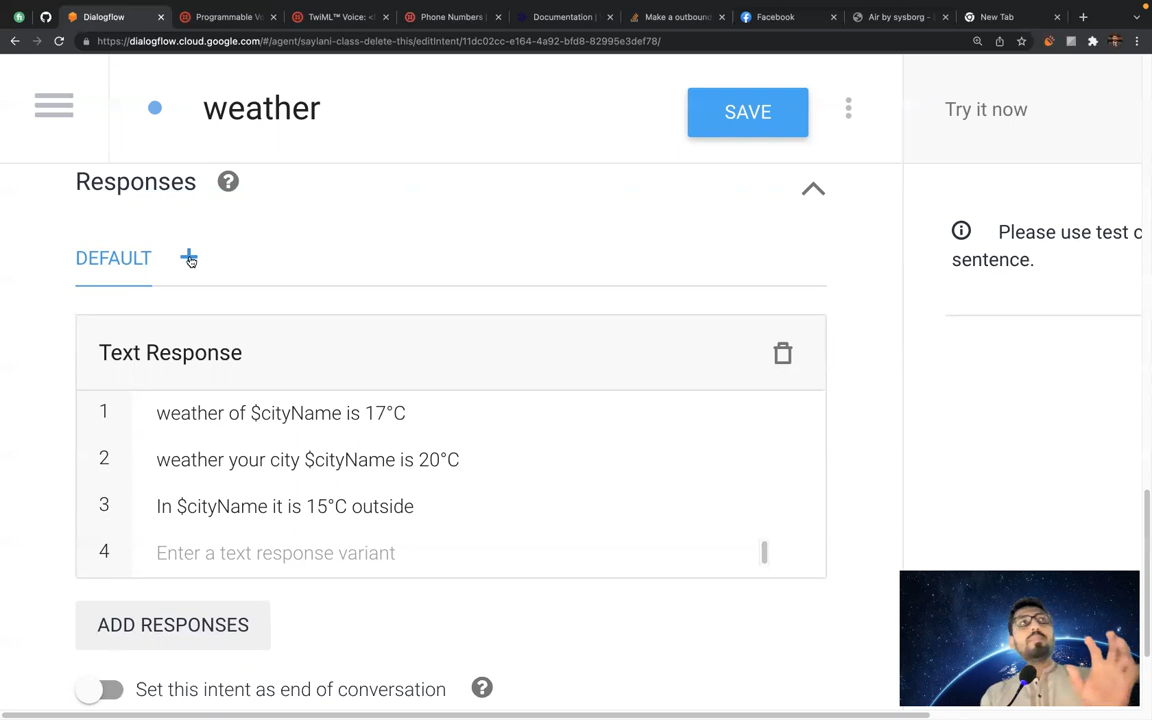 Dialogflow
Programmable Vo
TwiML™ Voice: <
Phone Numbers |
Documentation |
Make a outbound
Facebook
Air by sysborg -
New Tab
https://dialogflow.cloud.google.com/#/agent/saylani-class-delete-this/editIntent/11dc02cc-e164-4a92-bfd8-82995e3def78/
weather
SAVE
Try it now
Responses
DEFAULT
Please use test c
sentence.
Text Response
1 weather of $cityName is 17°C
2 weather your city $cityName is 20°C
3 In $cityName it is 15°C outside
4 Enter a text response variant
ADD RESPONSES
Set this intent as end of conversation